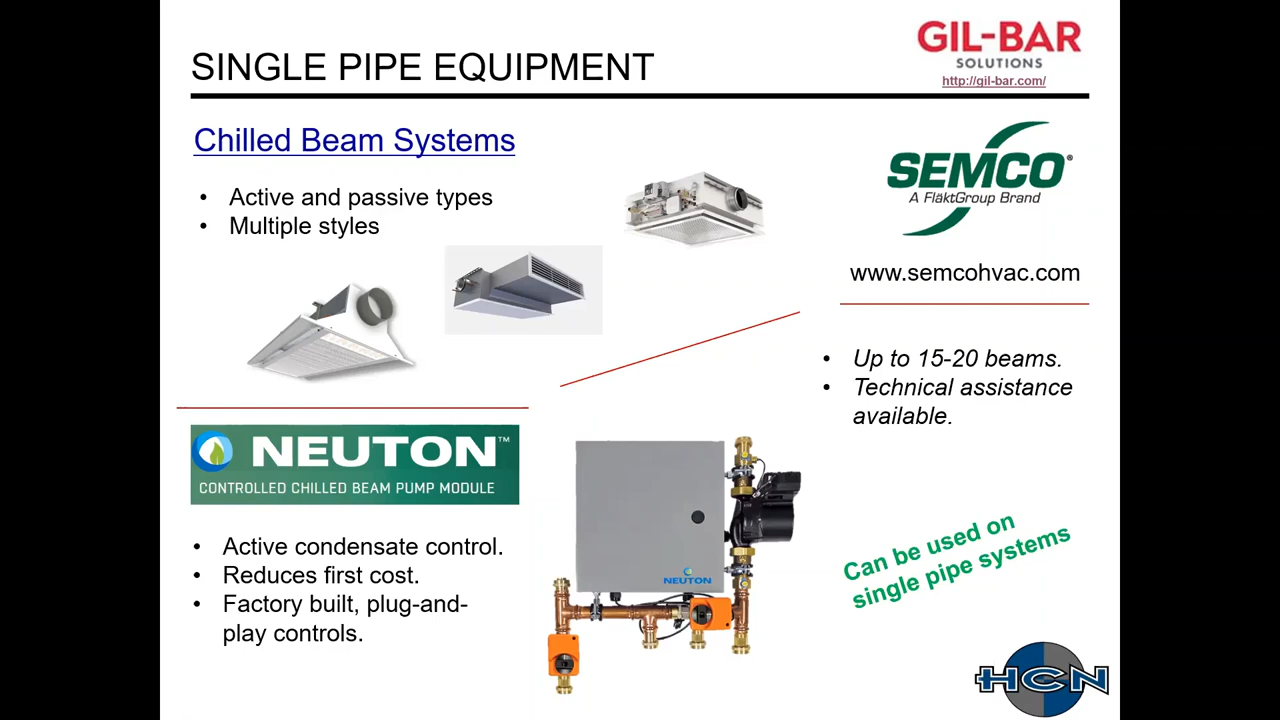 SINGLE PIPE EQUIPMENT
GIL-BAR
SOLUTIONS
http://gil-bar.com/
Chilled Beam Systems
• Active and passive types
• Multiple styles
SEMCO®
A FläktGroup Brand
www.semcohvac.com
• Up to 15-20 beams.
• Technical assistance
available.
NEUTON™
CONTROLLED CHILLED BEAM PUMP MODULE
• Active condensate control.
• Reduces first cost.
• Factory built, plug-and-
play controls.
NEUTON
Can be used on
single pipe systems
HCN